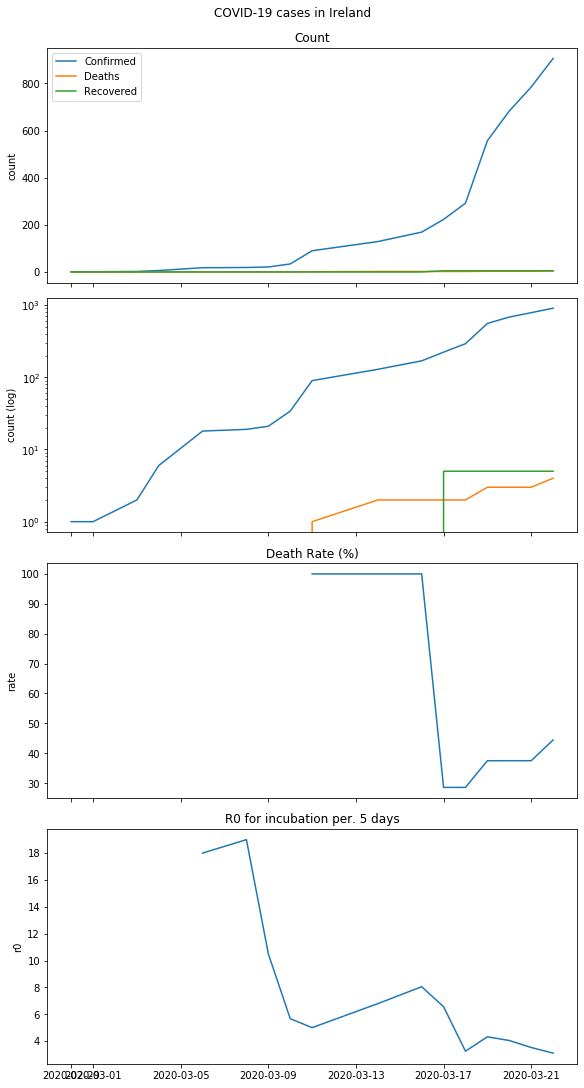 COVID-19 cases in Ireland
Count
Confirmed
Deaths
Recovered
800
600
400
200
0
count
10³
10²
10¹
10⁰
count (log)
Death Rate (%)
100
90
80
70
60
50
40
30
rate
R0 for incubation per. 5 days
18
16
14
12
10
8
6
4
r0
2020-02-29 2020-03-01 2020-03-05 2020-03-09 2020-03-13 2020-03-17 2020-03-21